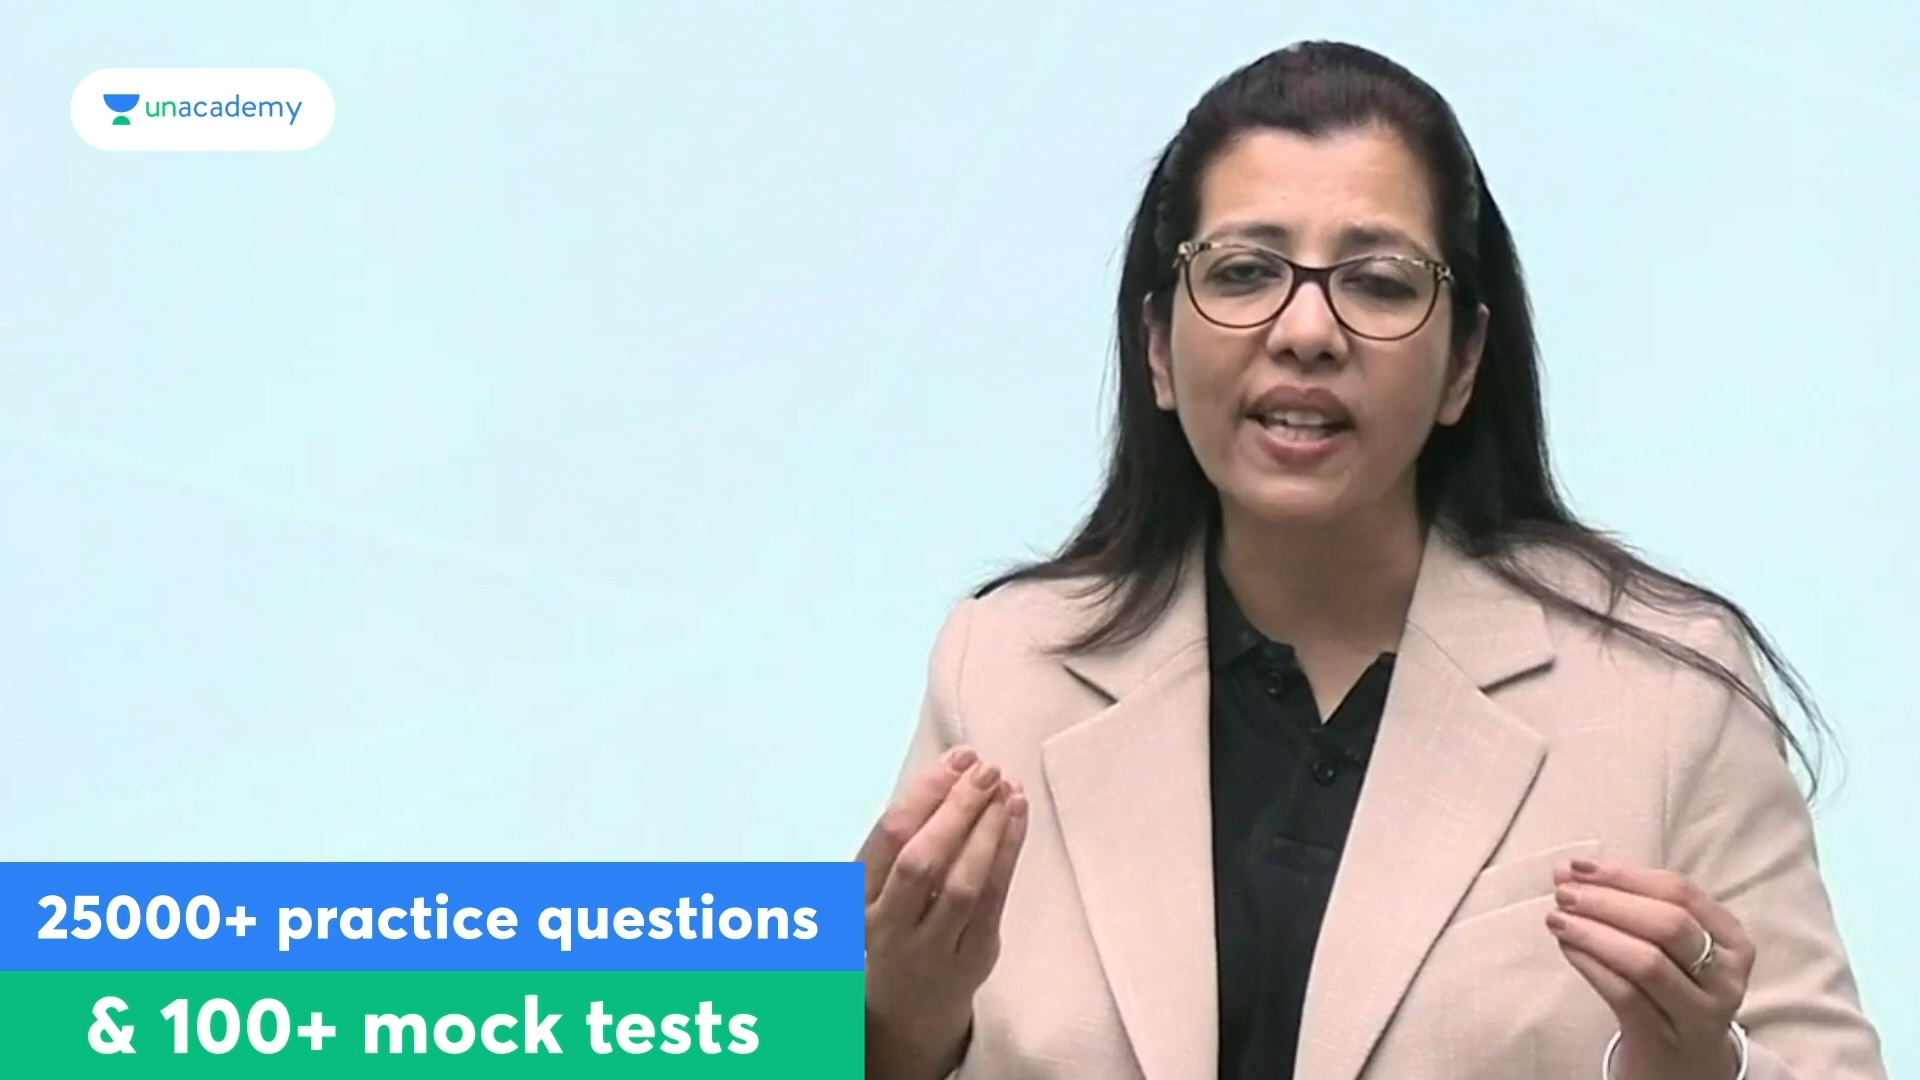 unacademy
25000+ practice questions
& 100+ mock tests